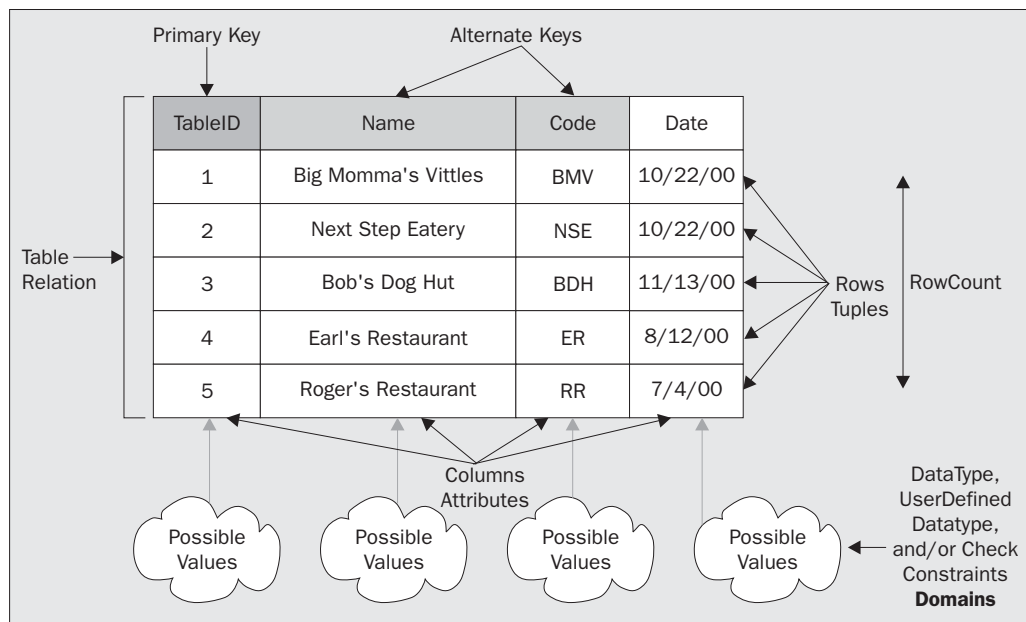 Primary Key
Alternate Keys
TableID Name Code Date
1 Big Momma's Vittles BMV 10/22/00
2 Next Step Eatery NSE 10/22/00
3 Bob's Dog Hut BDH 11/13/00
4 Earl's Restaurant ER 8/12/00
5 Roger's Restaurant RR 7/4/00
Table
Relation
Rows
Tuples
RowCount
Columns
Attributes
Possible
Values
Possible
Values
Possible
Values
Possible
Values
DataType,
UserDefined
Datatype,
and/or Check
Constraints
Domains